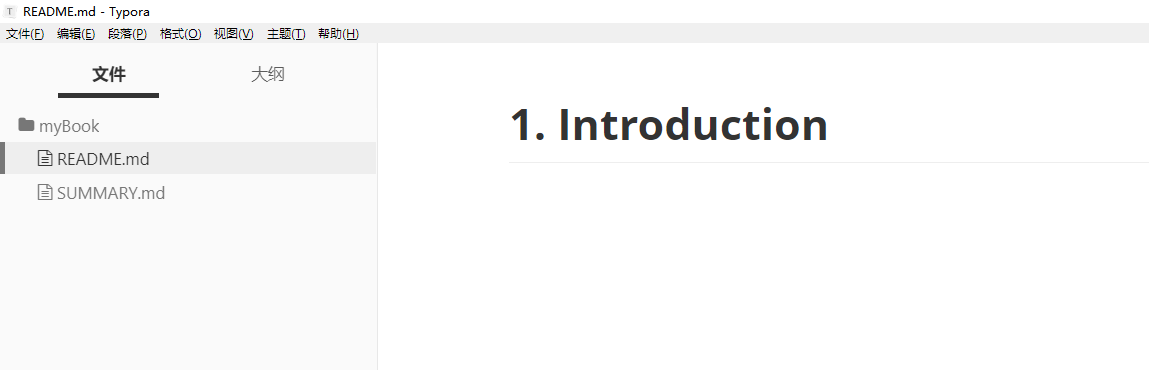 README.md - Typora
文件(F) 编辑(E) 段落(P) 格式(O) 视图(V) 主题(T) 帮助(H)
文件 大纲
myBook
README.md
SUMMARY.md
1. Introduction